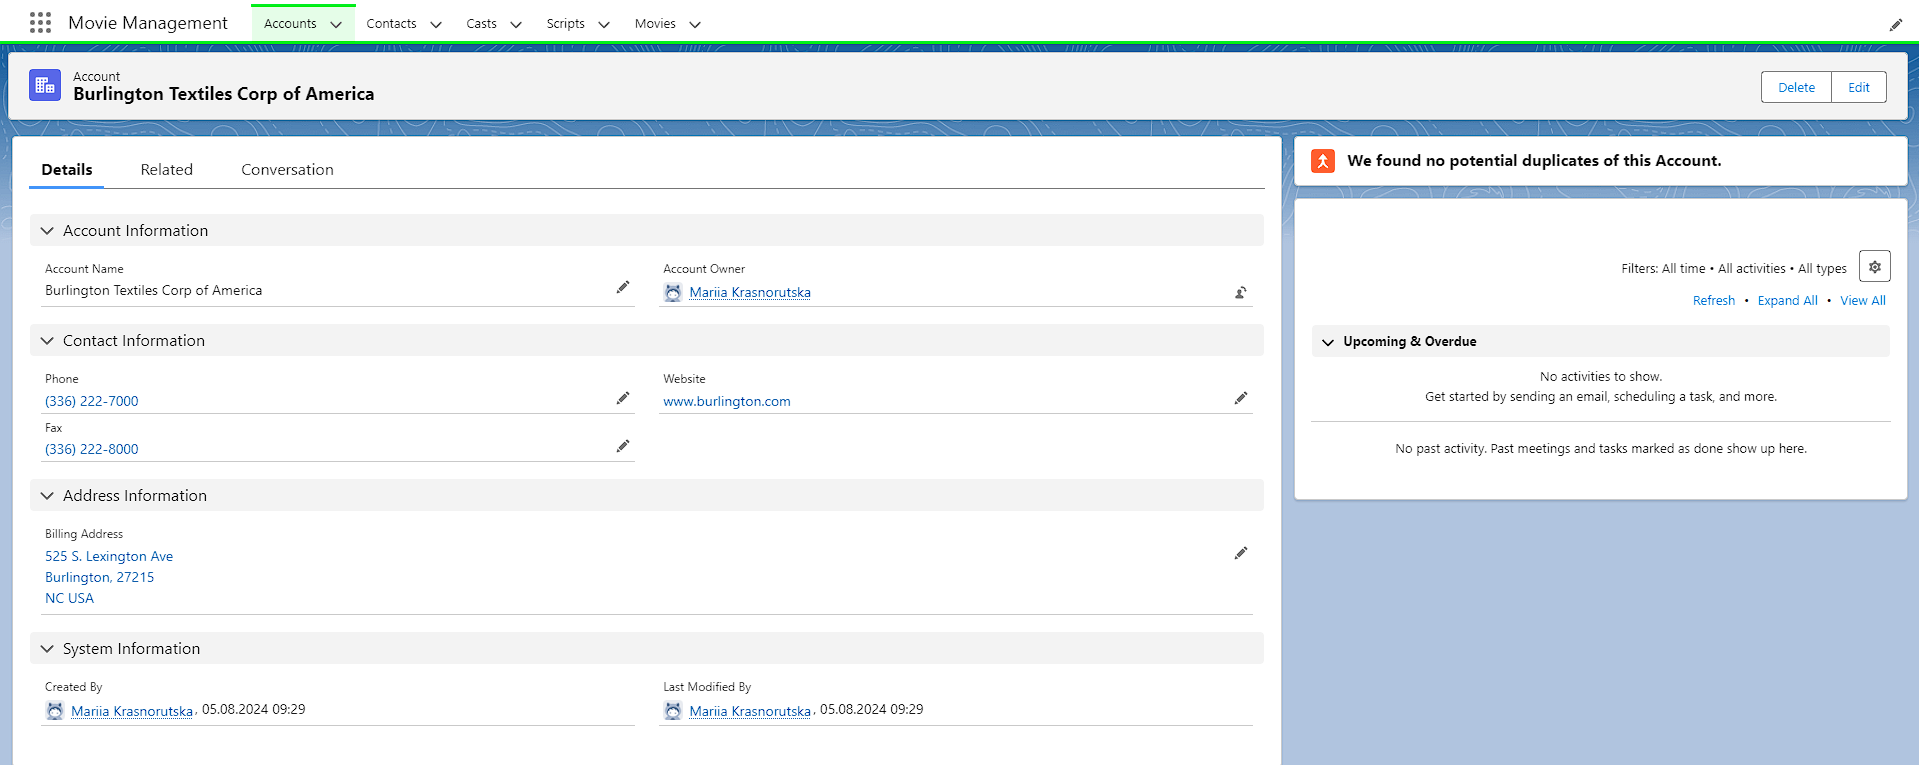 Movie Management
Accounts
Contacts
Casts
Scripts
Movies
Account
Burlington Textiles Corp of America
Delete
Edit
Details
Related
Conversation
Account Information
Account Name
Burlington Textiles Corp of America
Account Owner
Mariia Krasnorutska
Contact Information
Phone
(336) 222-7000
Website
www.burlington.com
Fax
(336) 222-8000
Address Information
Billing Address
525 S. Lexington Ave
Burlington, 27215
NC USA
System Information
Created By
Mariia Krasnorutska, 05.08.2024 09:29
Last Modified By
Mariia Krasnorutska, 05.08.2024 09:29
We found no potential duplicates of this Account.
Filters: All time • All activities • All types
Refresh • Expand All • View All
Upcoming & Overdue
No activities to show.
Get started by sending an email, scheduling a task, and more.
No past activity. Past meetings and tasks marked as done show up here.